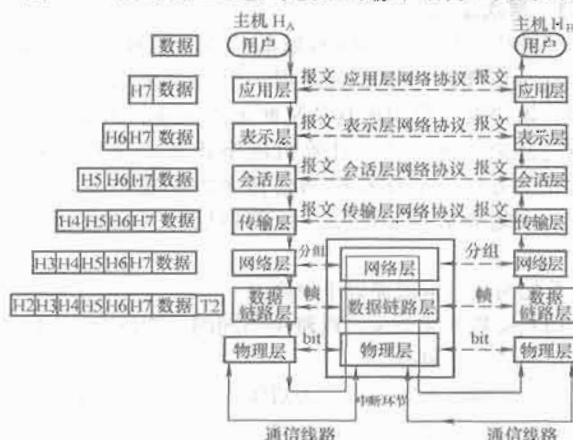 主机 HA 主机 HB
数据 用户 用户
H7 数据 应用层 报文 应用层网络协议 报文 应用层
H6 H7 数据 表示层 报文 表示层网络协议 报文 表示层
H5 H6 H7 数据 会话层 报文 会话层网络协议 报文 会话层
H4 H5 H6 H7 数据 传输层 报文 传输层网络协议 报文 传输层
H3 H4 H5 H6 H7 数据 网络层 分组 网络层 分组 网络层
H2 H3 H4 H5 H6 H7 数据 T2 数据链路层 帧 数据链路层 帧 数据链路层
物理层 bit 物理层 bit 物理层
中断环节
通信线路 通信线路